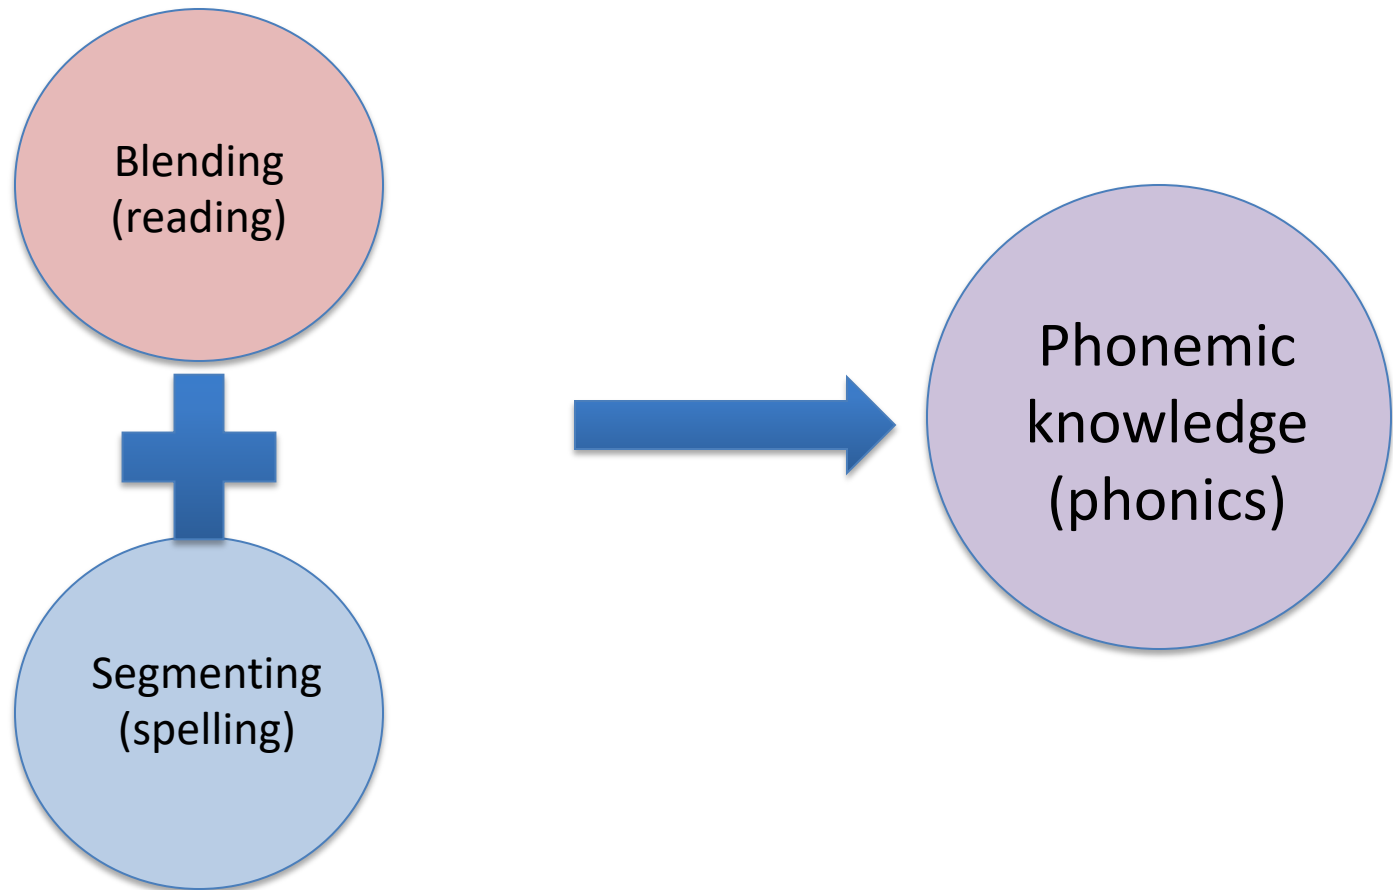 Blending
(reading)
Segmenting
(spelling)
Phonemic
knowledge
(phonics)